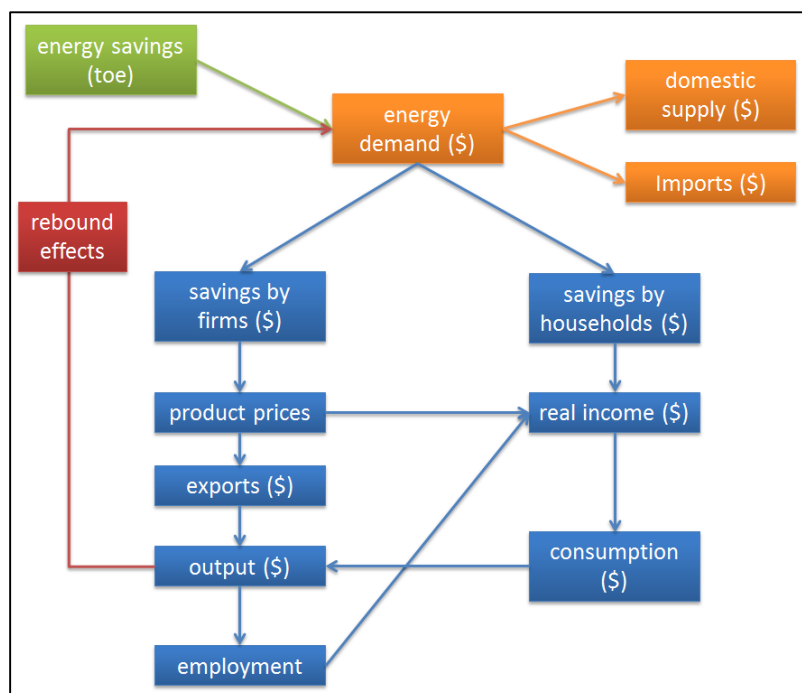 energy savings
(toe)
energy
demand ($)
domestic
supply ($)
Imports ($)
rebound
effects
savings by
firms ($)
savings by
households ($)
product prices
real income ($)
exports ($)
output ($)
consumption
($)
employment